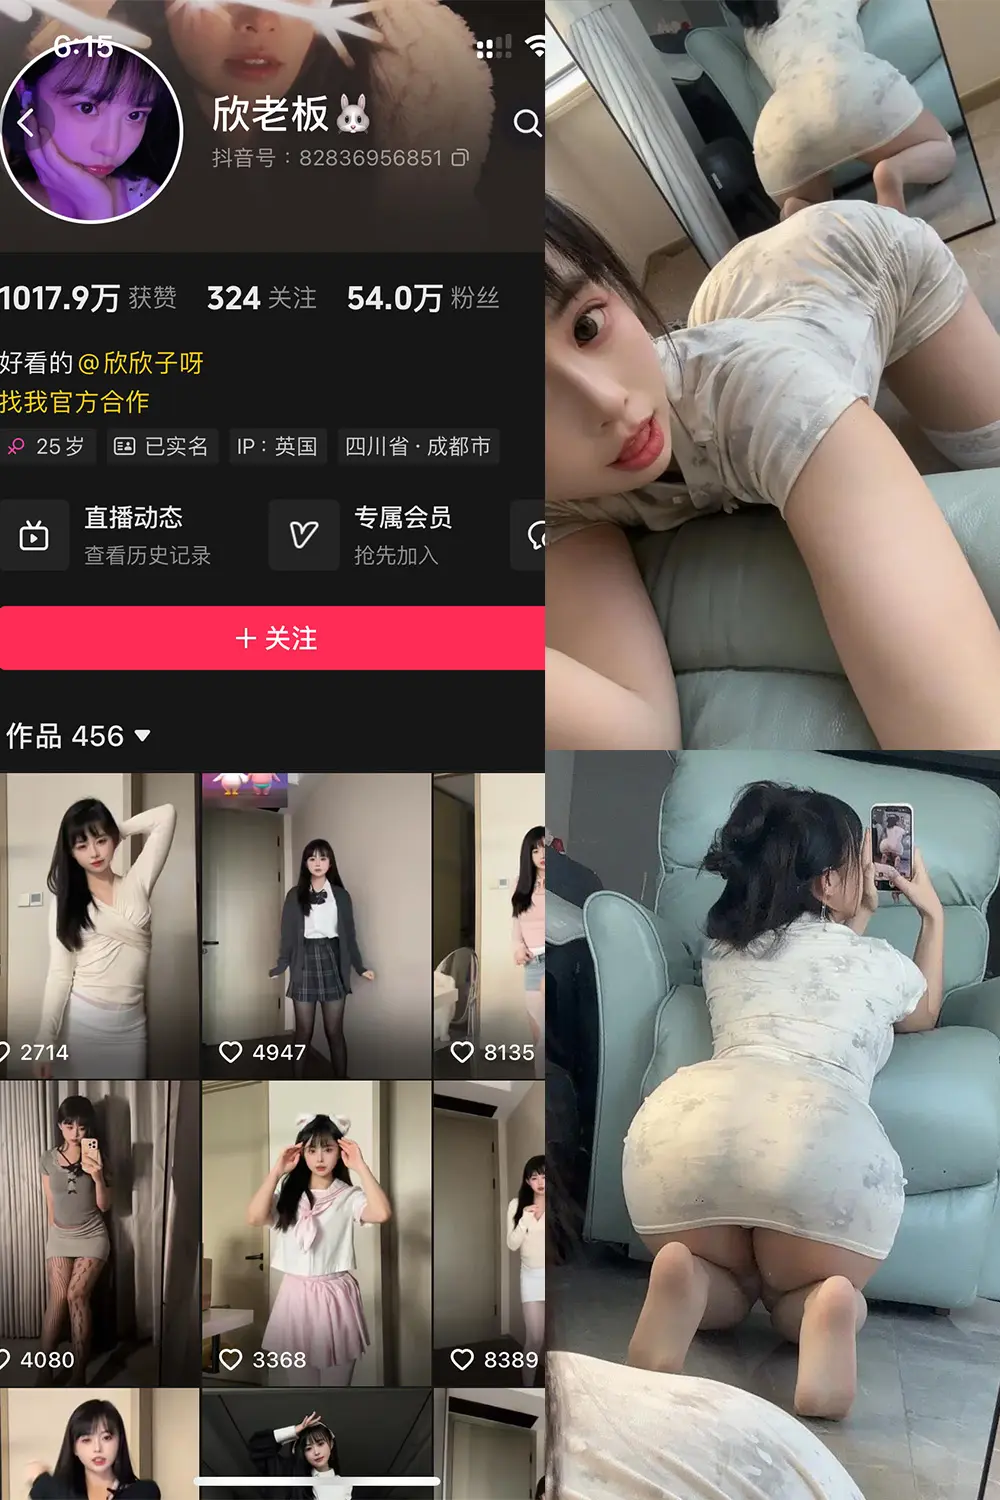 6:15
欣老板🐰
抖音号：82836956851
1017.9万 获赞 324 关注 54.0万 粉丝
好看的@欣欣子呀
找我官方合作
25岁 已实名 IP：英国 四川省·成都市
直播动态 专属会员
查看历史记录 抢先加入
+ 关注
作品 456
2714 4947 8135
4080 3368 8389